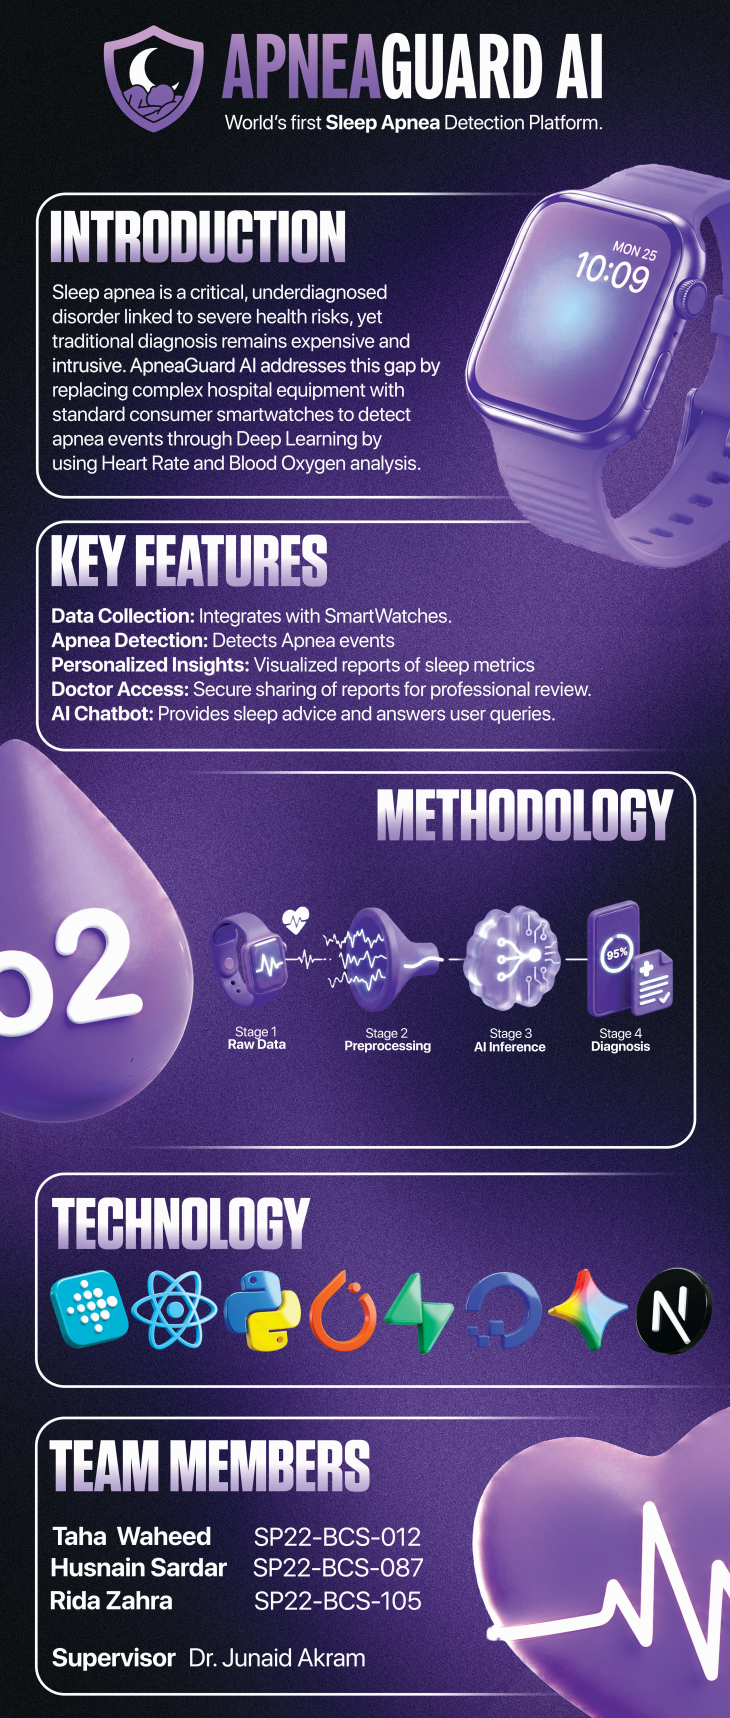 APNEAGUARD AI
World's first Sleep Apnea Detection Platform.
MON 25
10:09
INTRODUCTION
Sleep apnea is a critical, underdiagnosed
disorder linked to severe health risks, yet
traditional diagnosis remains expensive and
intrusive. ApneaGuard AI addresses this gap by
replacing complex hospital equipment with
standard consumer smartwatches to detect
apnea events through Deep Learning by
using Heart Rate and Blood Oxygen analysis.
KEY FEATURES
Data Collection: Integrates with SmartWatches.
Apnea Detection: Detects Apnea events
Personalized Insights: Visualized reports of sleep metrics
Doctor Access: Secure sharing of reports for professional review.
AI Chatbot: Provides sleep advice and answers user queries.
METHODOLOGY
o2
95%
Stage 1
Raw Data
Stage 2
Preprocessing
Stage 3
AI Inference
Stage 4
Diagnosis
TECHNOLOGY
N
TEAM MEMBERS
Taha Waheed SP22-BCS-012
Husnain Sardar SP22-BCS-087
Rida Zahra SP22-BCS-105
Supervisor Dr. Junaid Akram